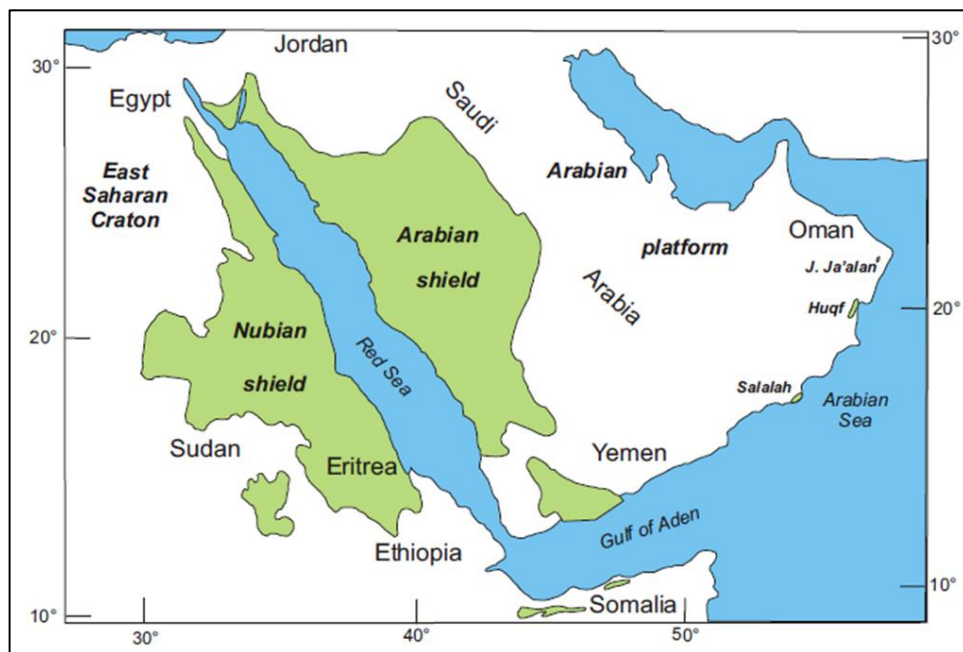 Jordan
30°
30°
Egypt
Saudi
East
Saharan
Craton
Arabian
Arabian
shield
platform
Oman
J. Ja'alan
Arabia
Huqf
20°
20°
Nubian
shield
Red Sea
Salalah
Arabian
Sea
Sudan
Eritrea
Yemen
Gulf of Aden
Ethiopia
Somalia
10°
10°
30°
40°
50°